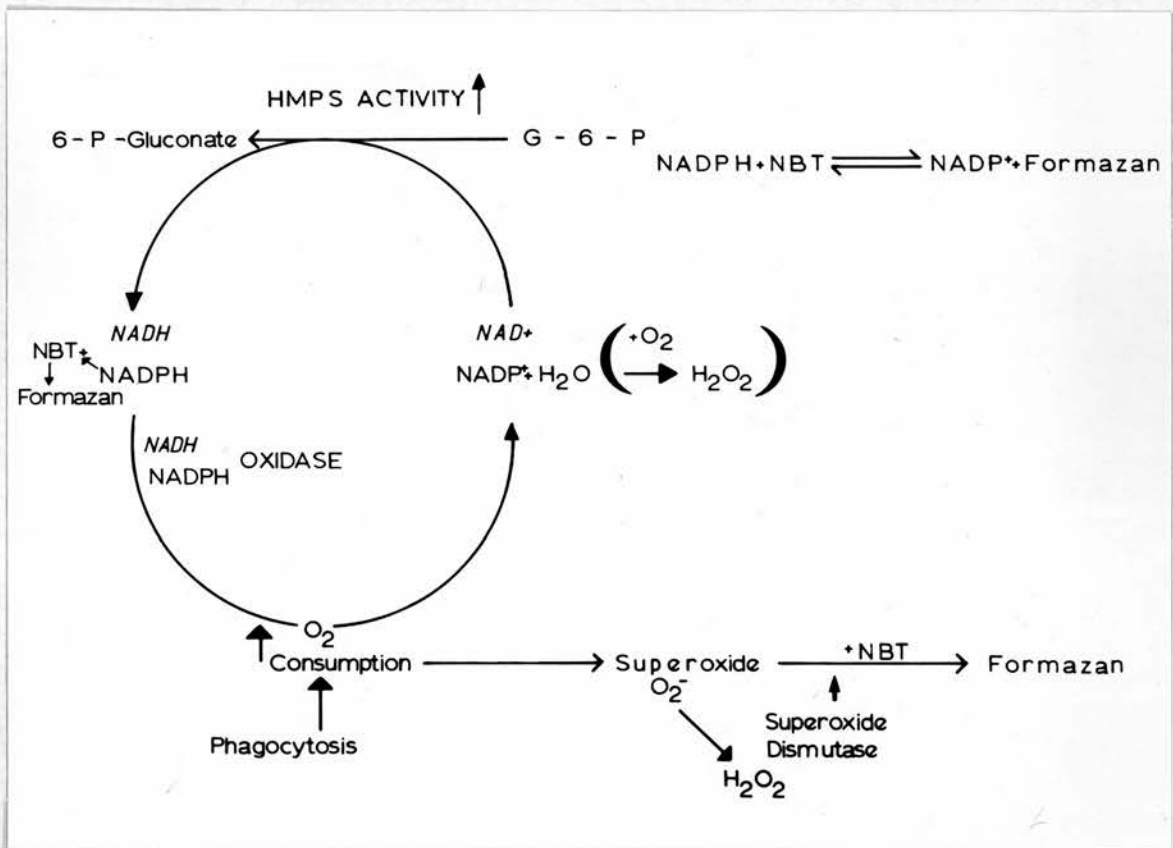 HMPS ACTIVITY ↑
6-P-Gluconate ← G-6-P
NADPH+NBT ⇌ NADP⁺+Formazan
NADH
NAD+
NBT+
NADPH
Formazan
NADP⁺+H₂O (+O₂ → H₂O₂)
NADH
NADPH OXIDASE
O₂
↑ Consumption → Superoxide +NBT → Formazan
O₂⁻
Phagocytosis
Superoxide
Dismutase
H₂O₂